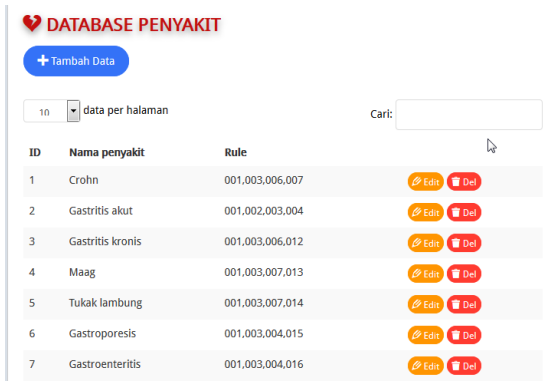 DATABASE PENYAKIT
Tambah Data
10 data per halaman Cari:
ID Nama penyakit Rule
1 Crohn 001,003,006,007 Edit Del
2 Gastritis akut 001,002,003,004 Edit Del
3 Gastritis kronis 001,003,006,012 Edit Del
4 Maag 001,003,007,013 Edit Del
5 Tukak lambung 001,003,007,014 Edit Del
6 Gastroporesis 001,003,004,015 Edit Del
7 Gastroenteritis 001,003,004,016 Edit Del